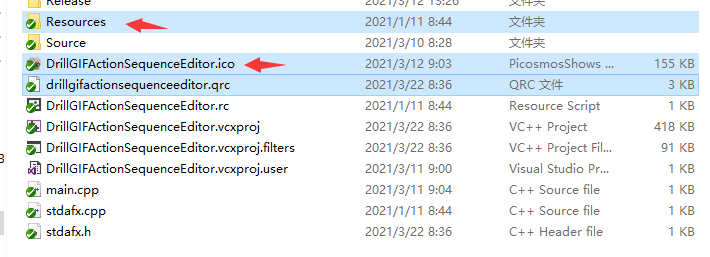 Release 2021/3/12 13:26 文件夹
Resources 2021/1/11 8:44 文件夹
Source 2021/3/10 8:28 文件夹
DrillGIFActionSequenceEditor.ico 2021/3/12 9:03 PicosmosShows ... 155 KB
drillgifactionsequenceeditor.qrc 2021/3/22 8:36 QRC 文件 3 KB
DrillGIFActionSequenceEditor.rc 2021/1/11 8:44 Resource Script 1 KB
DrillGIFActionSequenceEditor.vcxproj 2021/3/22 8:36 VC++ Project 418 KB
DrillGIFActionSequenceEditor.vcxproj.filters 2021/3/22 8:36 VC++ Project Fil... 91 KB
DrillGIFActionSequenceEditor.vcxproj.user 2021/3/11 9:00 Visual Studio Pr... 1 KB
main.cpp 2021/3/11 9:04 C++ Source file 1 KB
stdafx.cpp 2021/1/11 8:44 C++ Source file 1 KB
stdafx.h 2021/3/22 8:36 C++ Header file 1 KB